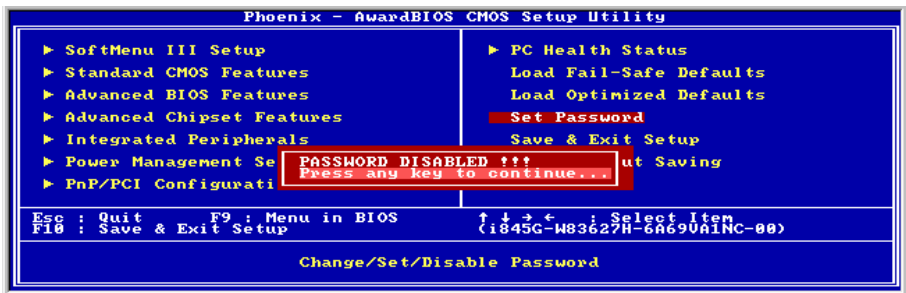 Phoenix - AwardBIOS CMOS Setup Utility
► SoftMenu III Setup
► Standard CMOS Features
► Advanced BIOS Features
► Advanced Chipset Features
► Integrated Peripherals
► Power Management Se
► PnP/PCI Configurati
► PC Health Status
Load Fail-Safe Defaults
Load Optimized Defaults
Set Password
Save & Exit Setup
ut Saving
PASSWORD DISABLED !!!
Press any key to continue...
Esc : Quit F9 : Menu in BIOS ↑ ↓ → ← : Select Item
F10 : Save & Exit Setup (i845G-W83627H-6A69VA1NC-00)
Change/Set/Disable Password